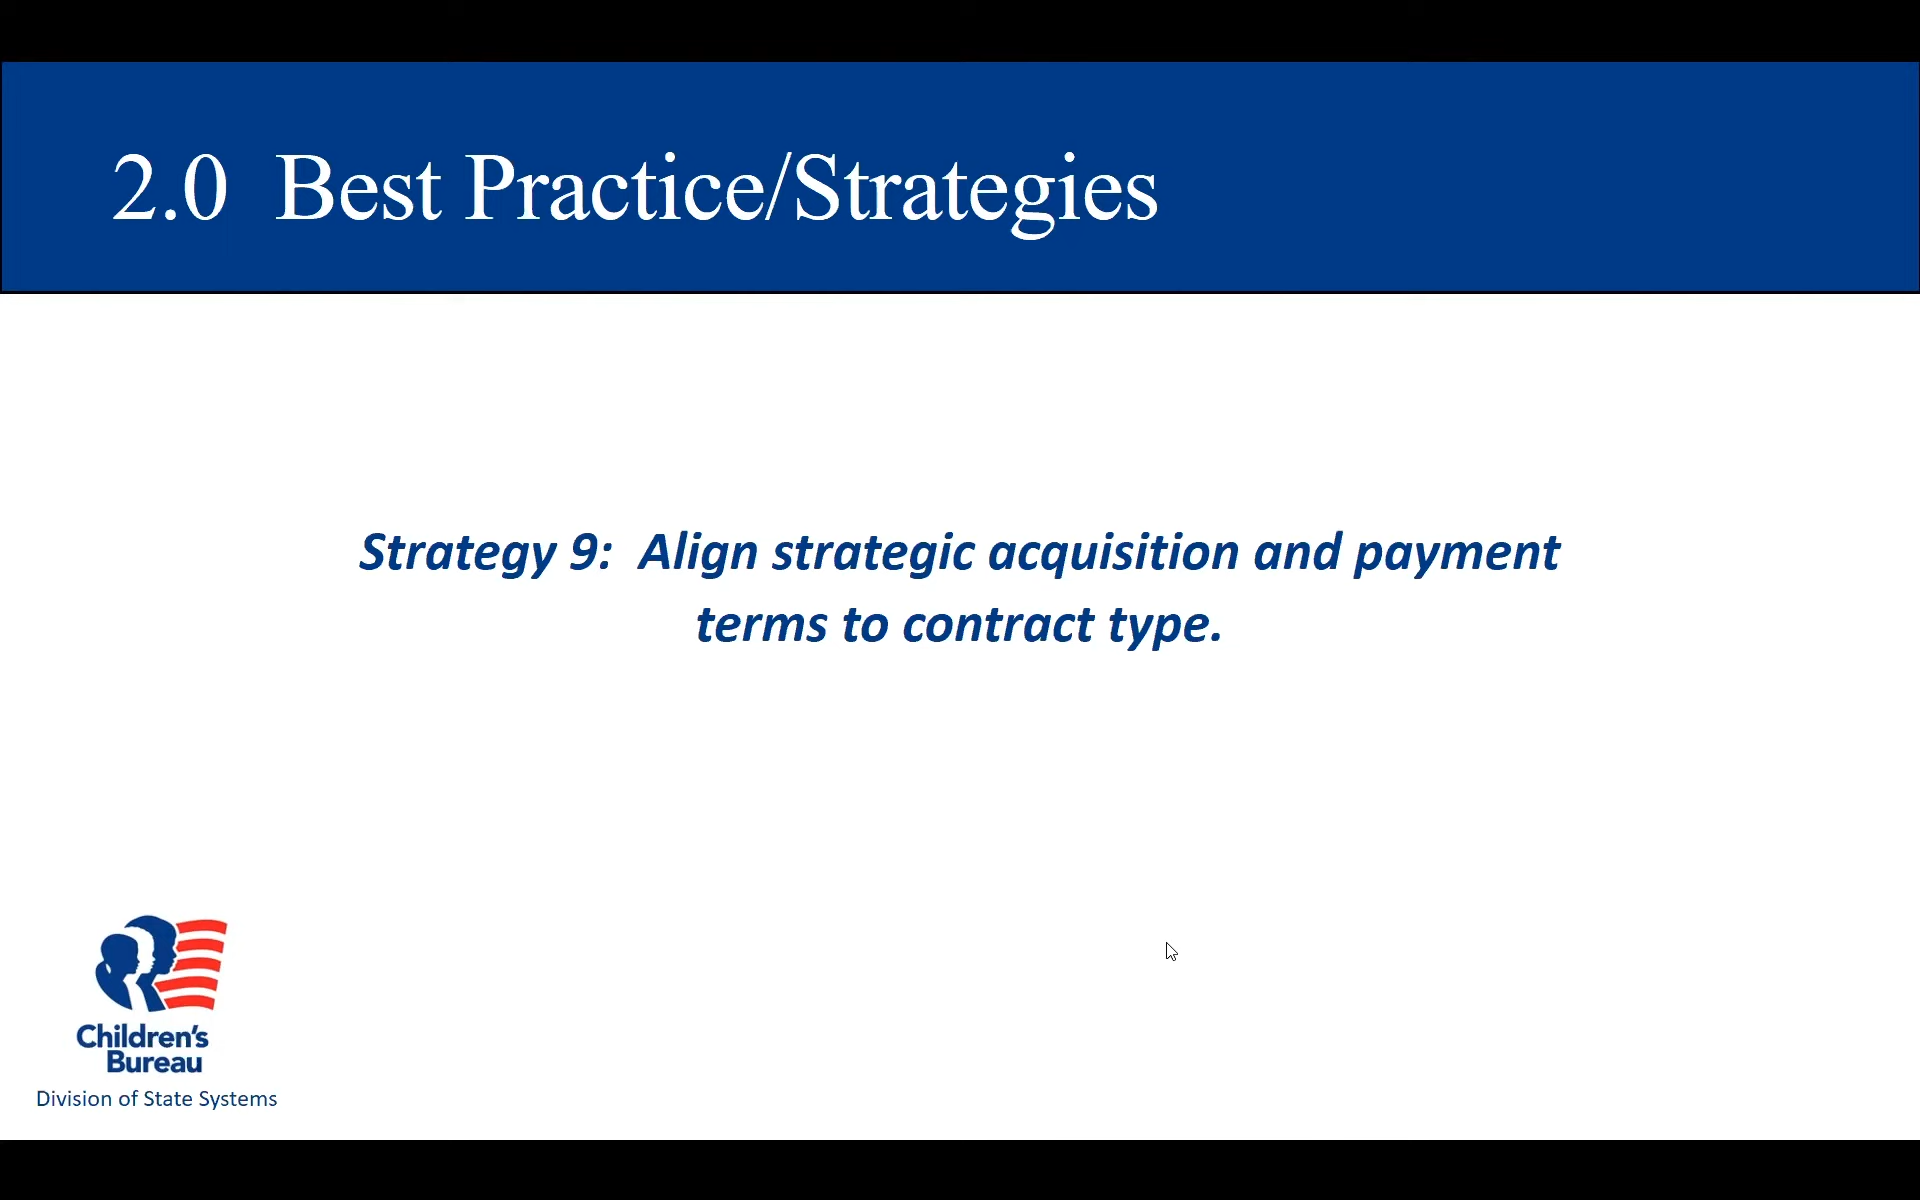 2.0  Best Practice/Strategies
Strategy 9:  Align strategic acquisition and payment
terms to contract type.
Children's
Bureau
Division of State Systems